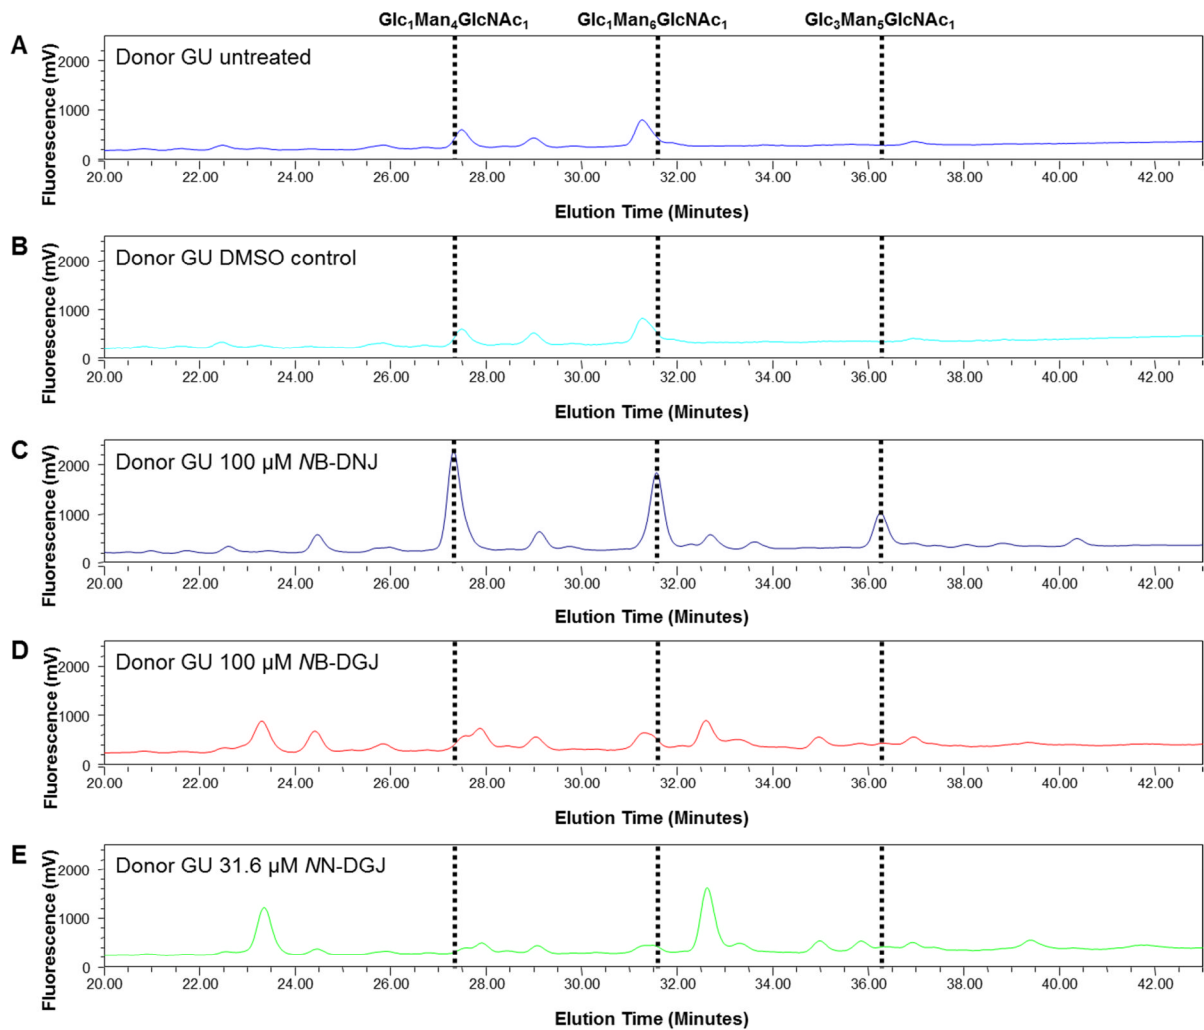 Glc₁Man₄GlcNAc₁ Glc₁Man₆GlcNAc₁ Glc₃Man₅GlcNAc₁
A
Donor GU untreated
Fluorescence (mV)
2000
1000
0
20.00 22.00 24.00 26.00 28.00 30.00 32.00 34.00 36.00 38.00 40.00 42.00
Elution Time (Minutes)
B
Donor GU DMSO control
Fluorescence (mV)
2000
1000
0
20.00 22.00 24.00 26.00 28.00 30.00 32.00 34.00 36.00 38.00 40.00 42.00
Elution Time (Minutes)
C
Donor GU 100 µM NB-DNJ
Fluorescence (mV)
2000
1000
0
20.00 22.00 24.00 26.00 28.00 30.00 32.00 34.00 36.00 38.00 40.00 42.00
Elution Time (Minutes)
D
Donor GU 100 µM NB-DGJ
Fluorescence (mV)
2000
1000
0
20.00 22.00 24.00 26.00 28.00 30.00 32.00 34.00 36.00 38.00 40.00 42.00
Elution Time (Minutes)
E
Donor GU 31.6 µM NN-DGJ
Fluorescence (mV)
2000
1000
0
20.00 22.00 24.00 26.00 28.00 30.00 32.00 34.00 36.00 38.00 40.00 42.00
Elution Time (Minutes)